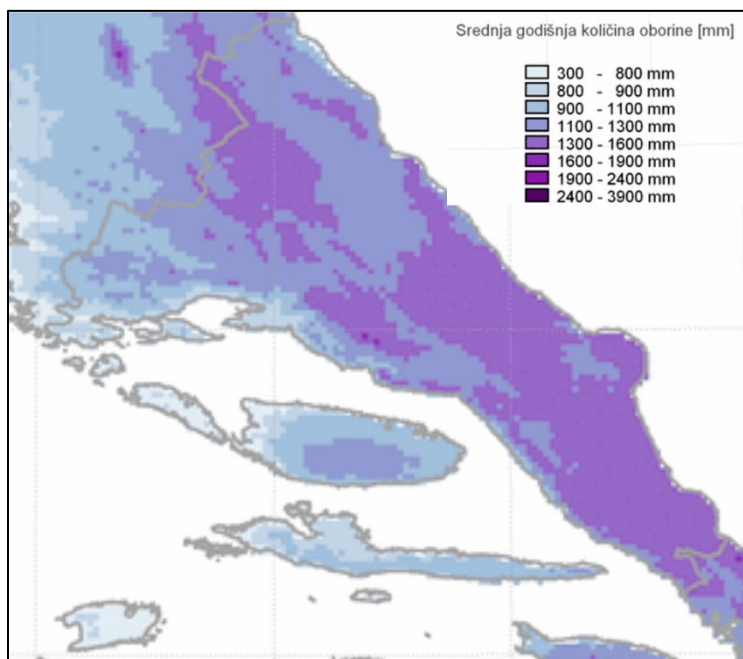 Srednja godišnja količina oborine [mm]
300 - 800 mm
800 - 900 mm
900 - 1100 mm
1100 - 1300 mm
1300 - 1600 mm
1600 - 1900 mm
1900 - 2400 mm
2400 - 3900 mm